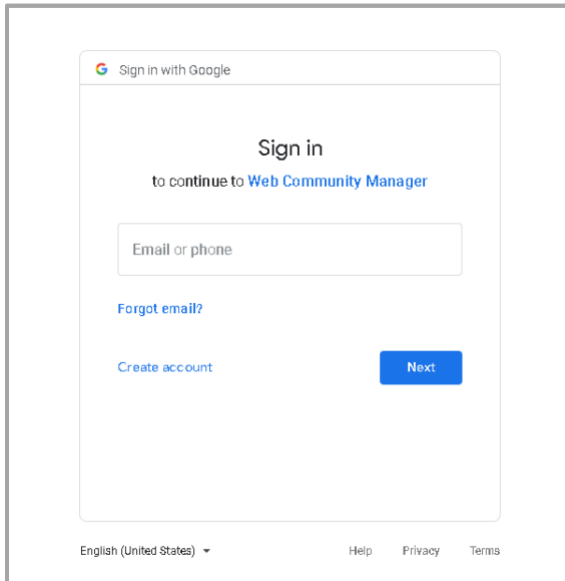 Sign in with Google
Sign in
to continue to Web Community Manager
Email or phone
Forgot email?
Create account
Next
English (United States)
Help
Privacy
Terms